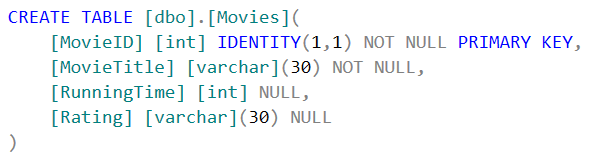 CREATE TABLE [dbo].[Movies](
[MovieID] [int] IDENTITY(1,1) NOT NULL PRIMARY KEY,
[MovieTitle] [varchar](30) NOT NULL,
[RunningTime] [int] NULL,
[Rating] [varchar](30) NULL
)